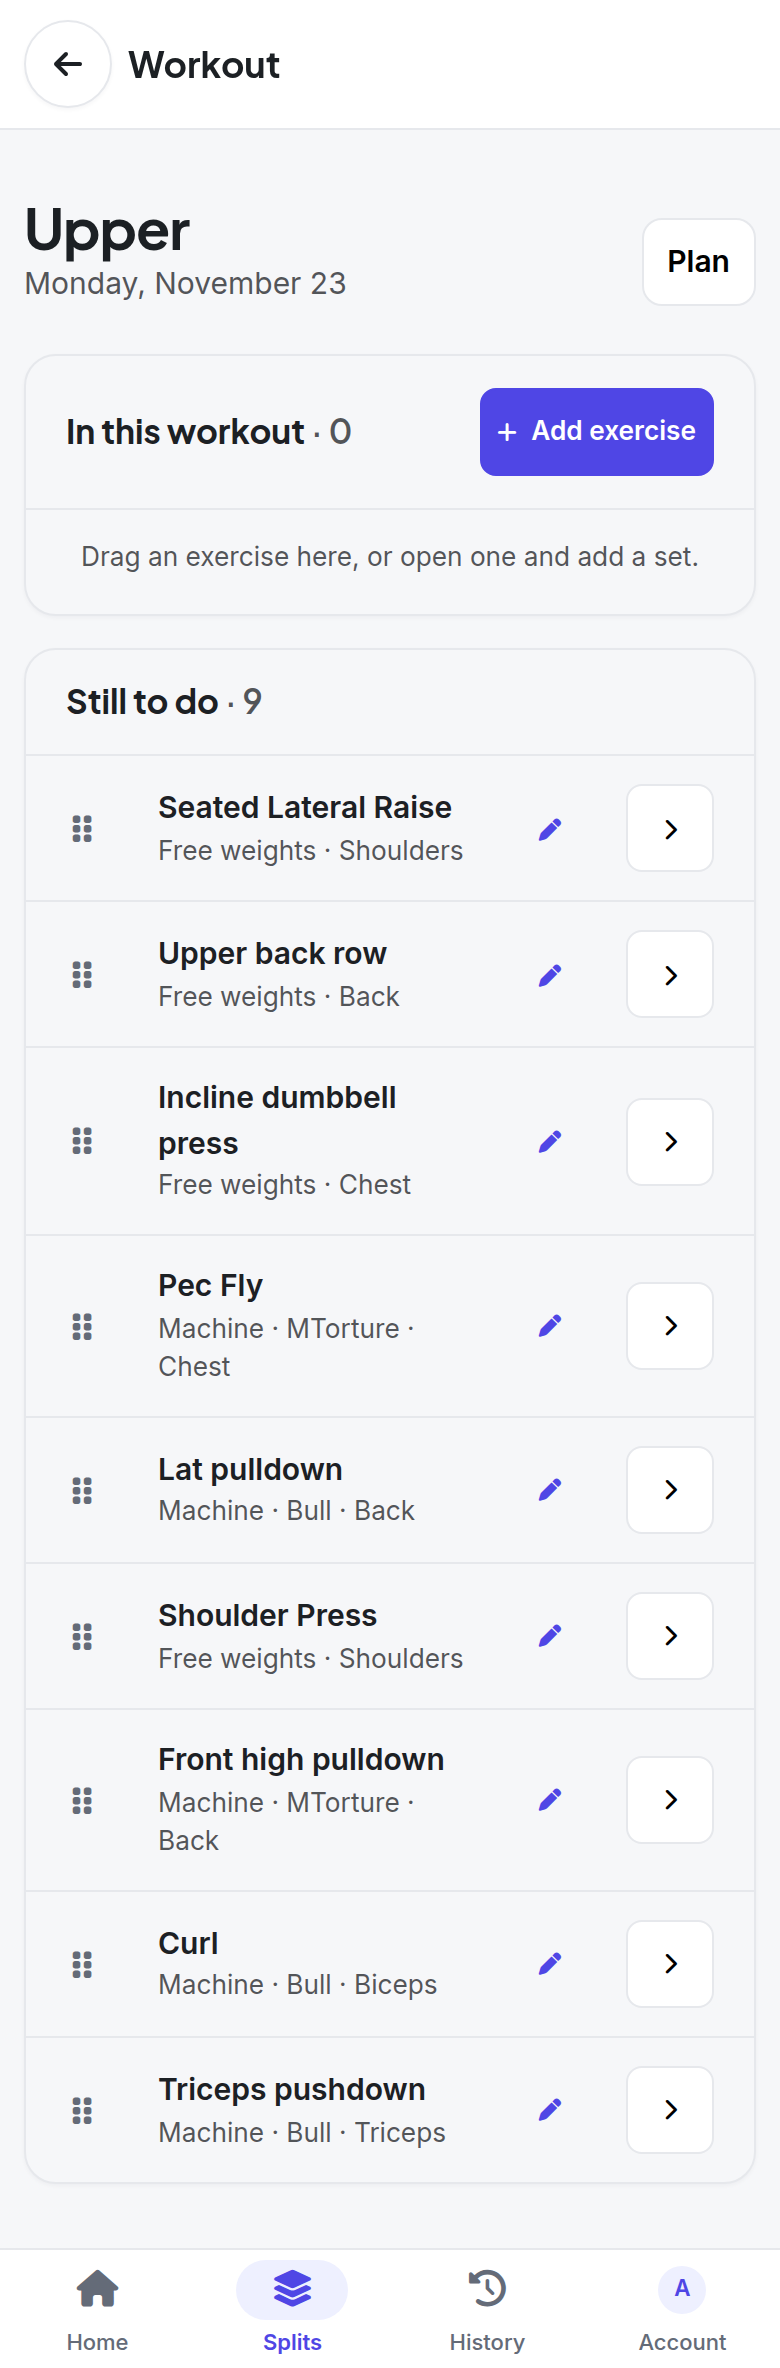 Workout
Upper
Monday, November 23
Plan
In this workout · 0
+ Add exercise
Drag an exercise here, or open one and add a set.
Still to do · 9
Seated Lateral Raise
Free weights · Shoulders
Upper back row
Free weights · Back
Incline dumbbell
press
Free weights · Chest
Pec Fly
Machine · MTorture ·
Chest
Lat pulldown
Machine · Bull · Back
Shoulder Press
Free weights · Shoulders
Front high pulldown
Machine · MTorture ·
Back
Curl
Machine · Bull · Biceps
Triceps pushdown
Machine · Bull · Triceps
A
Home
Splits
History
Account